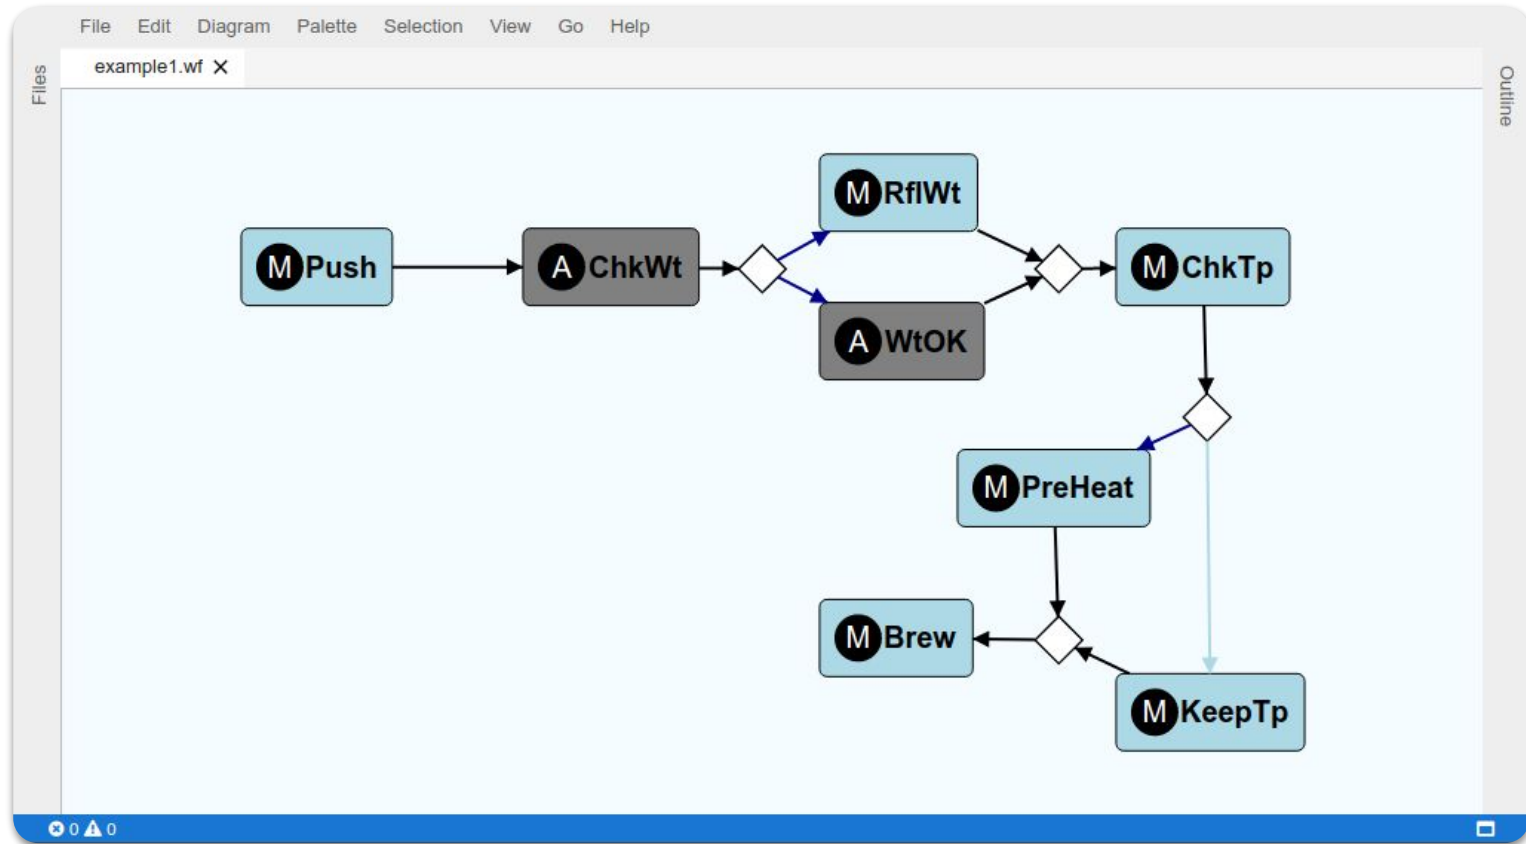 File Edit Diagram Palette Selection View Go Help
Files
example1.wf
Outline
M RflWt
M Push
A ChkWt
M ChkTp
A WtOK
M PreHeat
M Brew
M KeepTp
0 0